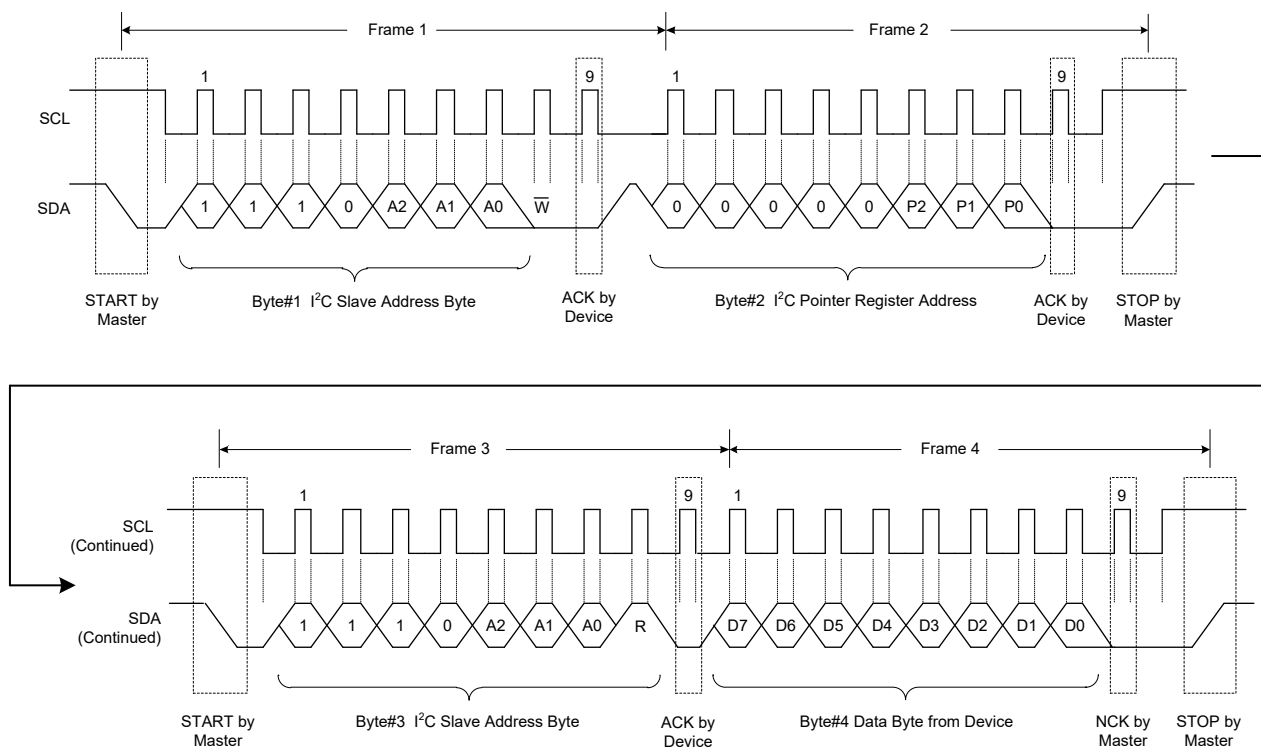 Frame 1 Frame 2
1 9 1 9
SCL
SDA 1 1 1 0 A2 A1 A0 W̅ 0 0 0 0 0 P2 P1 P0
START by Master
Byte#1 I²C Slave Address Byte
ACK by Device
Byte#2 I²C Pointer Register Address
ACK by Device
STOP by Master
Frame 3 Frame 4
1 9 1 9
SCL (Continued)
SDA (Continued) 1 1 1 0 A2 A1 A0 R D7 D6 D5 D4 D3 D2 D1 D0
START by Master
Byte#3 I²C Slave Address Byte
ACK by Device
Byte#4 Data Byte from Device
NCK by Master
STOP by Master